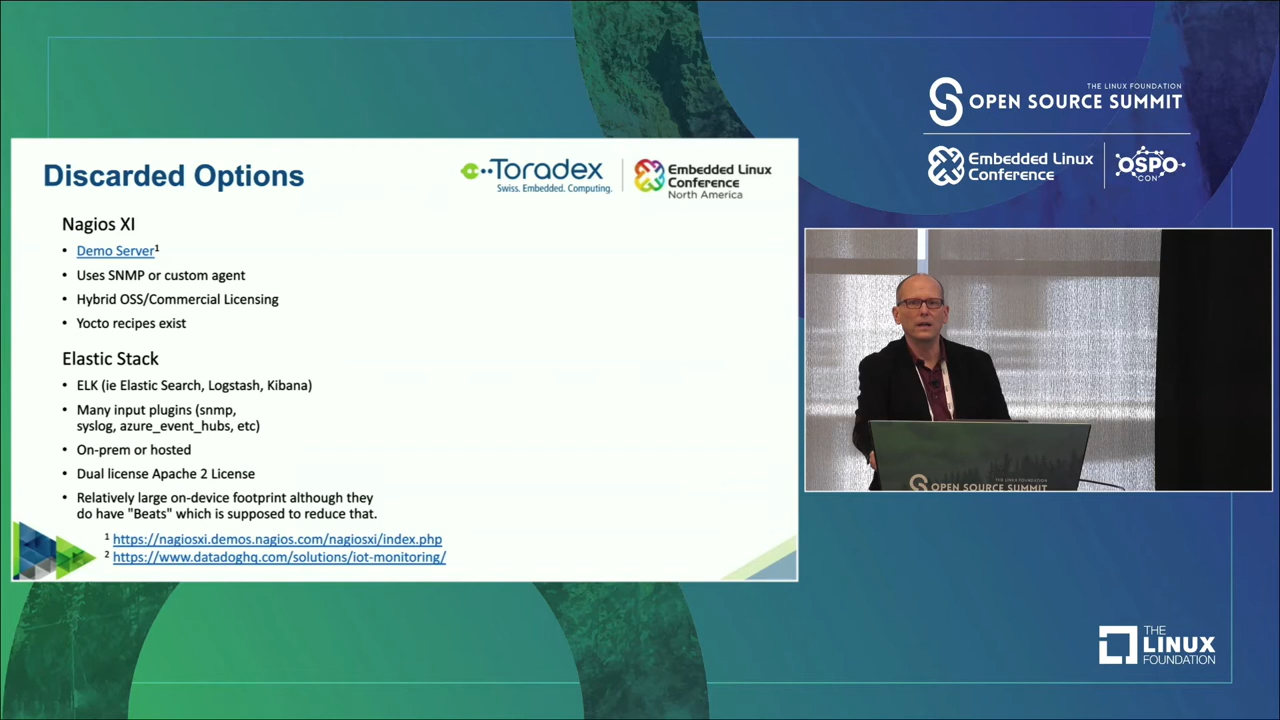 THE LINUX FOUNDATION
OPEN SOURCE SUMMIT
Embedded Linux
Conference
OSPO
CON
Discarded Options
Toradex
Swiss. Embedded. Computing.
Embedded Linux
Conference
North America
Nagios XI
• Demo Server¹
• Uses SNMP or custom agent
• Hybrid OSS/Commercial Licensing
• Yocto recipes exist
Elastic Stack
• ELK (ie Elastic Search, Logstash, Kibana)
• Many input plugins (snmp,
syslog, azure_event_hubs, etc)
• On-prem or hosted
• Dual license Apache 2 License
• Relatively large on-device footprint although they
do have "Beats" which is supposed to reduce that.
¹ https://nagiosxi.demos.nagios.com/nagiosxi/index.php
² https://www.datadoghq.com/solutions/iot-monitoring/
THE LINUX FOUNDATION
OPEN SOURCE SUMMIT
THE
LINUX
FOUNDATION